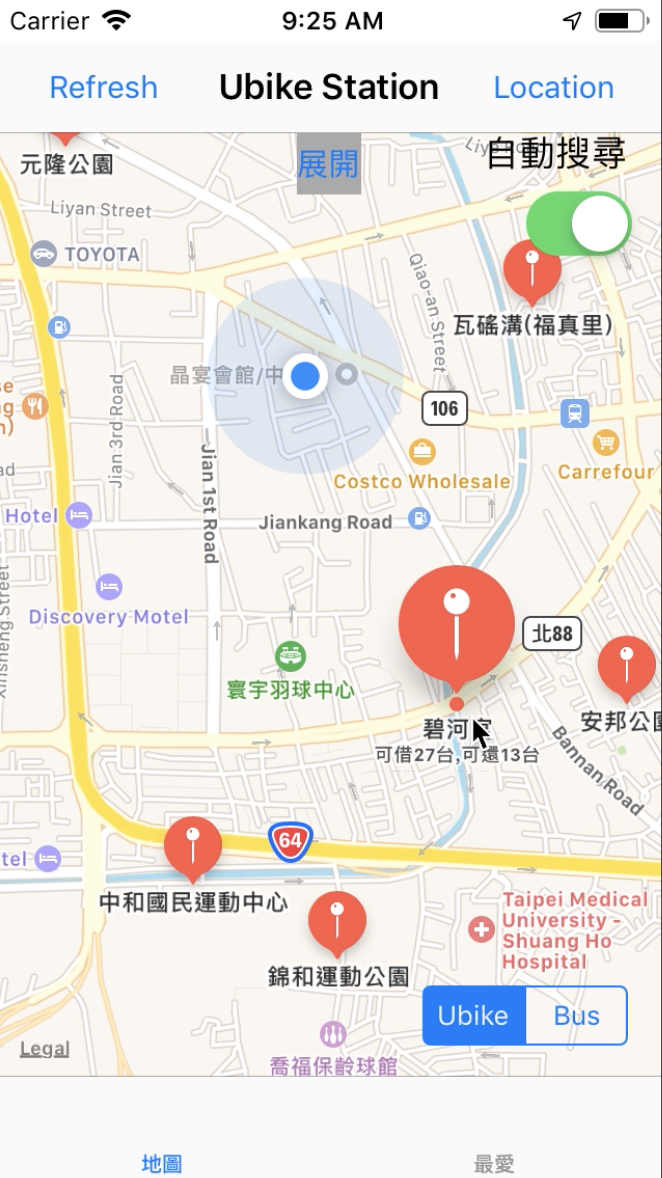 Carrier
9:25 AM
Refresh
Ubike Station
Location
元隆公園
展開
自動搜尋
Liyan Street
TOYOTA
Qiao-an Street
瓦磘溝(福真里)
晶宴會館/中
106
Jian 3rd Road
Jian 1st Road
Costco Wholesale
Carrefour
Hotel
Jiankang Road
Discovery Motel
北88
寰宇羽球中心
安邦公
碧河
可借27台,可還13台
Bannan Road
64
中和國民運動中心
Taipei Medical
University -
Shuang Ho
Hospital
錦和運動公園
Ubike
Bus
Legal
喬福保齡球館
地圖
最愛